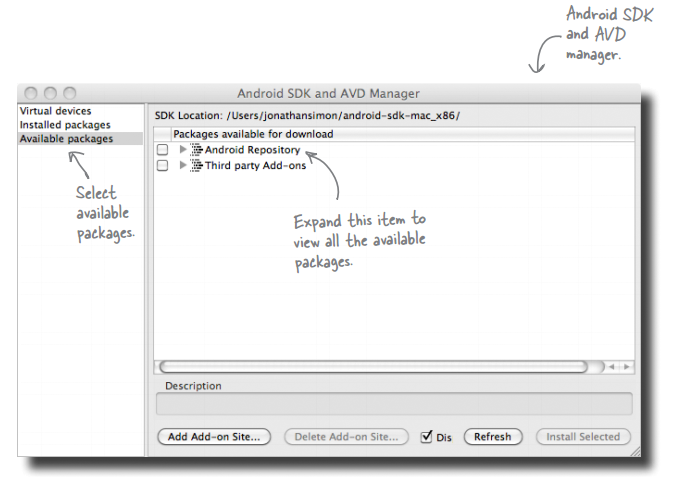 Android SDK
and AVD
manager.
Android SDK and AVD Manager
Virtual devices
Installed packages
Available packages
SDK Location: /Users/jonathansimon/android-sdk-mac_x86/
Packages available for download
Android Repository
Third party Add-ons
Select
available
packages.
Expand this item to
view all the available
packages.
Description
Add Add-on Site...
Delete Add-on Site...
Dis
Refresh
Install Selected